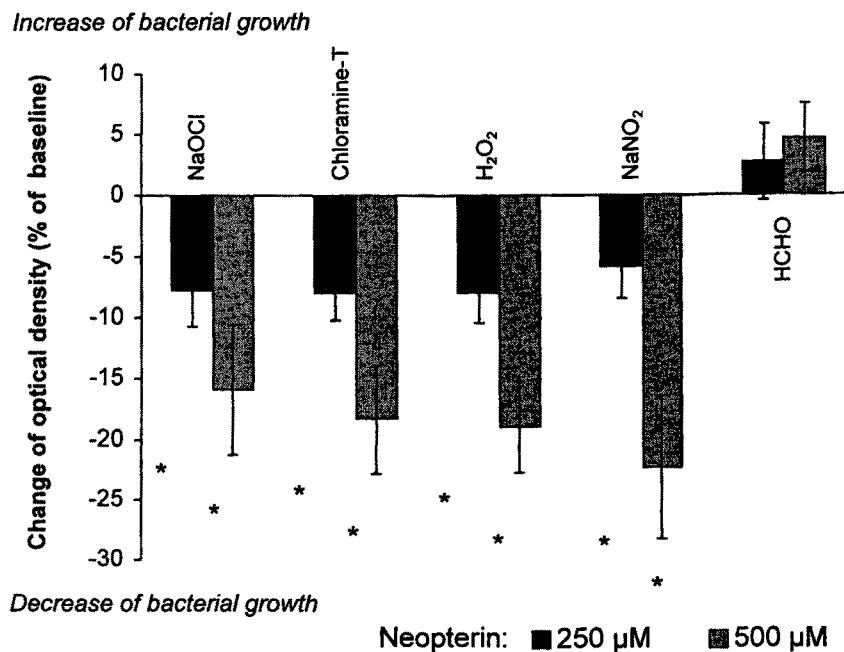 Increase of bacterial growth
Change of optical density (% of baseline)
10
5
0
-5
-10
-15
-20
-25
-30
NaOCl
Chloramine-T
H₂O₂
NaNO₂
HCHO
* * * * * * * *
Decrease of bacterial growth
Neopterin: 250 µM 500 µM